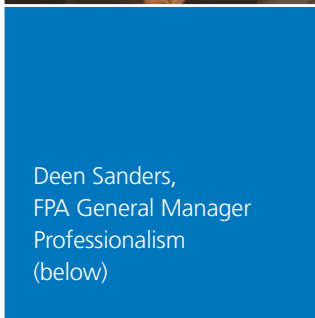 Deen Sanders,
FPA General Manager
Professionalism
(below)